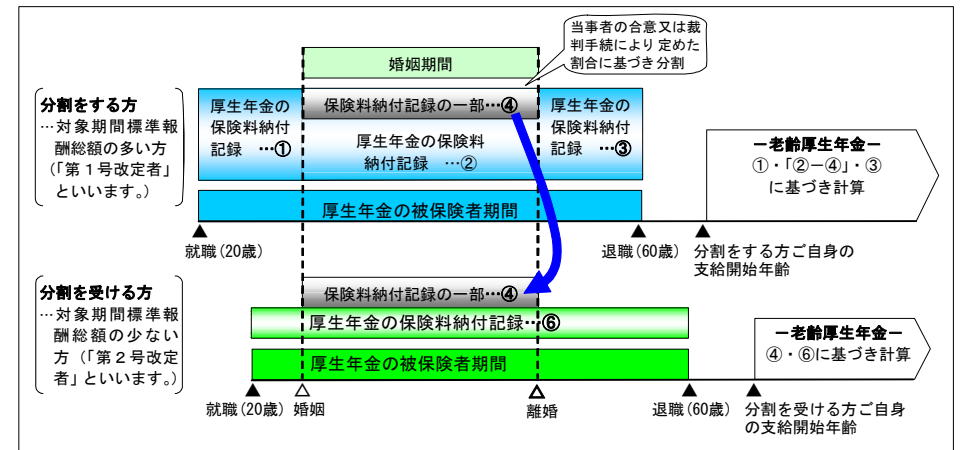 当事者の合意又は裁
判手続により定めた
割合に基づき分割
婚姻期間
分割をする方
…対象期間標準報
酬総額の多い方
（「第１号改定者」
といいます。）
厚生年金の
保険料納付
記録 …①
保険料納付記録の一部…④
厚生年金の保険料
納付記録 …②
厚生年金の
保険料納付
記録 …③
－老齢厚生年金－
①・「②－④」・③
に基づき計算
厚生年金の被保険者期間
就職(20歳)
退職(60歳)
分割をする方ご自身の
支給開始年齢
分割を受ける方
…対象期間標準報
酬総額の少ない
方（「第２号改定
者」といいます。）
保険料納付記録の一部…④
厚生年金の保険料納付記録…⑥
厚生年金の被保険者期間
－老齢厚生年金－
④・⑥に基づき計算
就職(20歳)
婚姻
離婚
退職(60歳)
分割を受ける方ご自身
の支給開始年齢